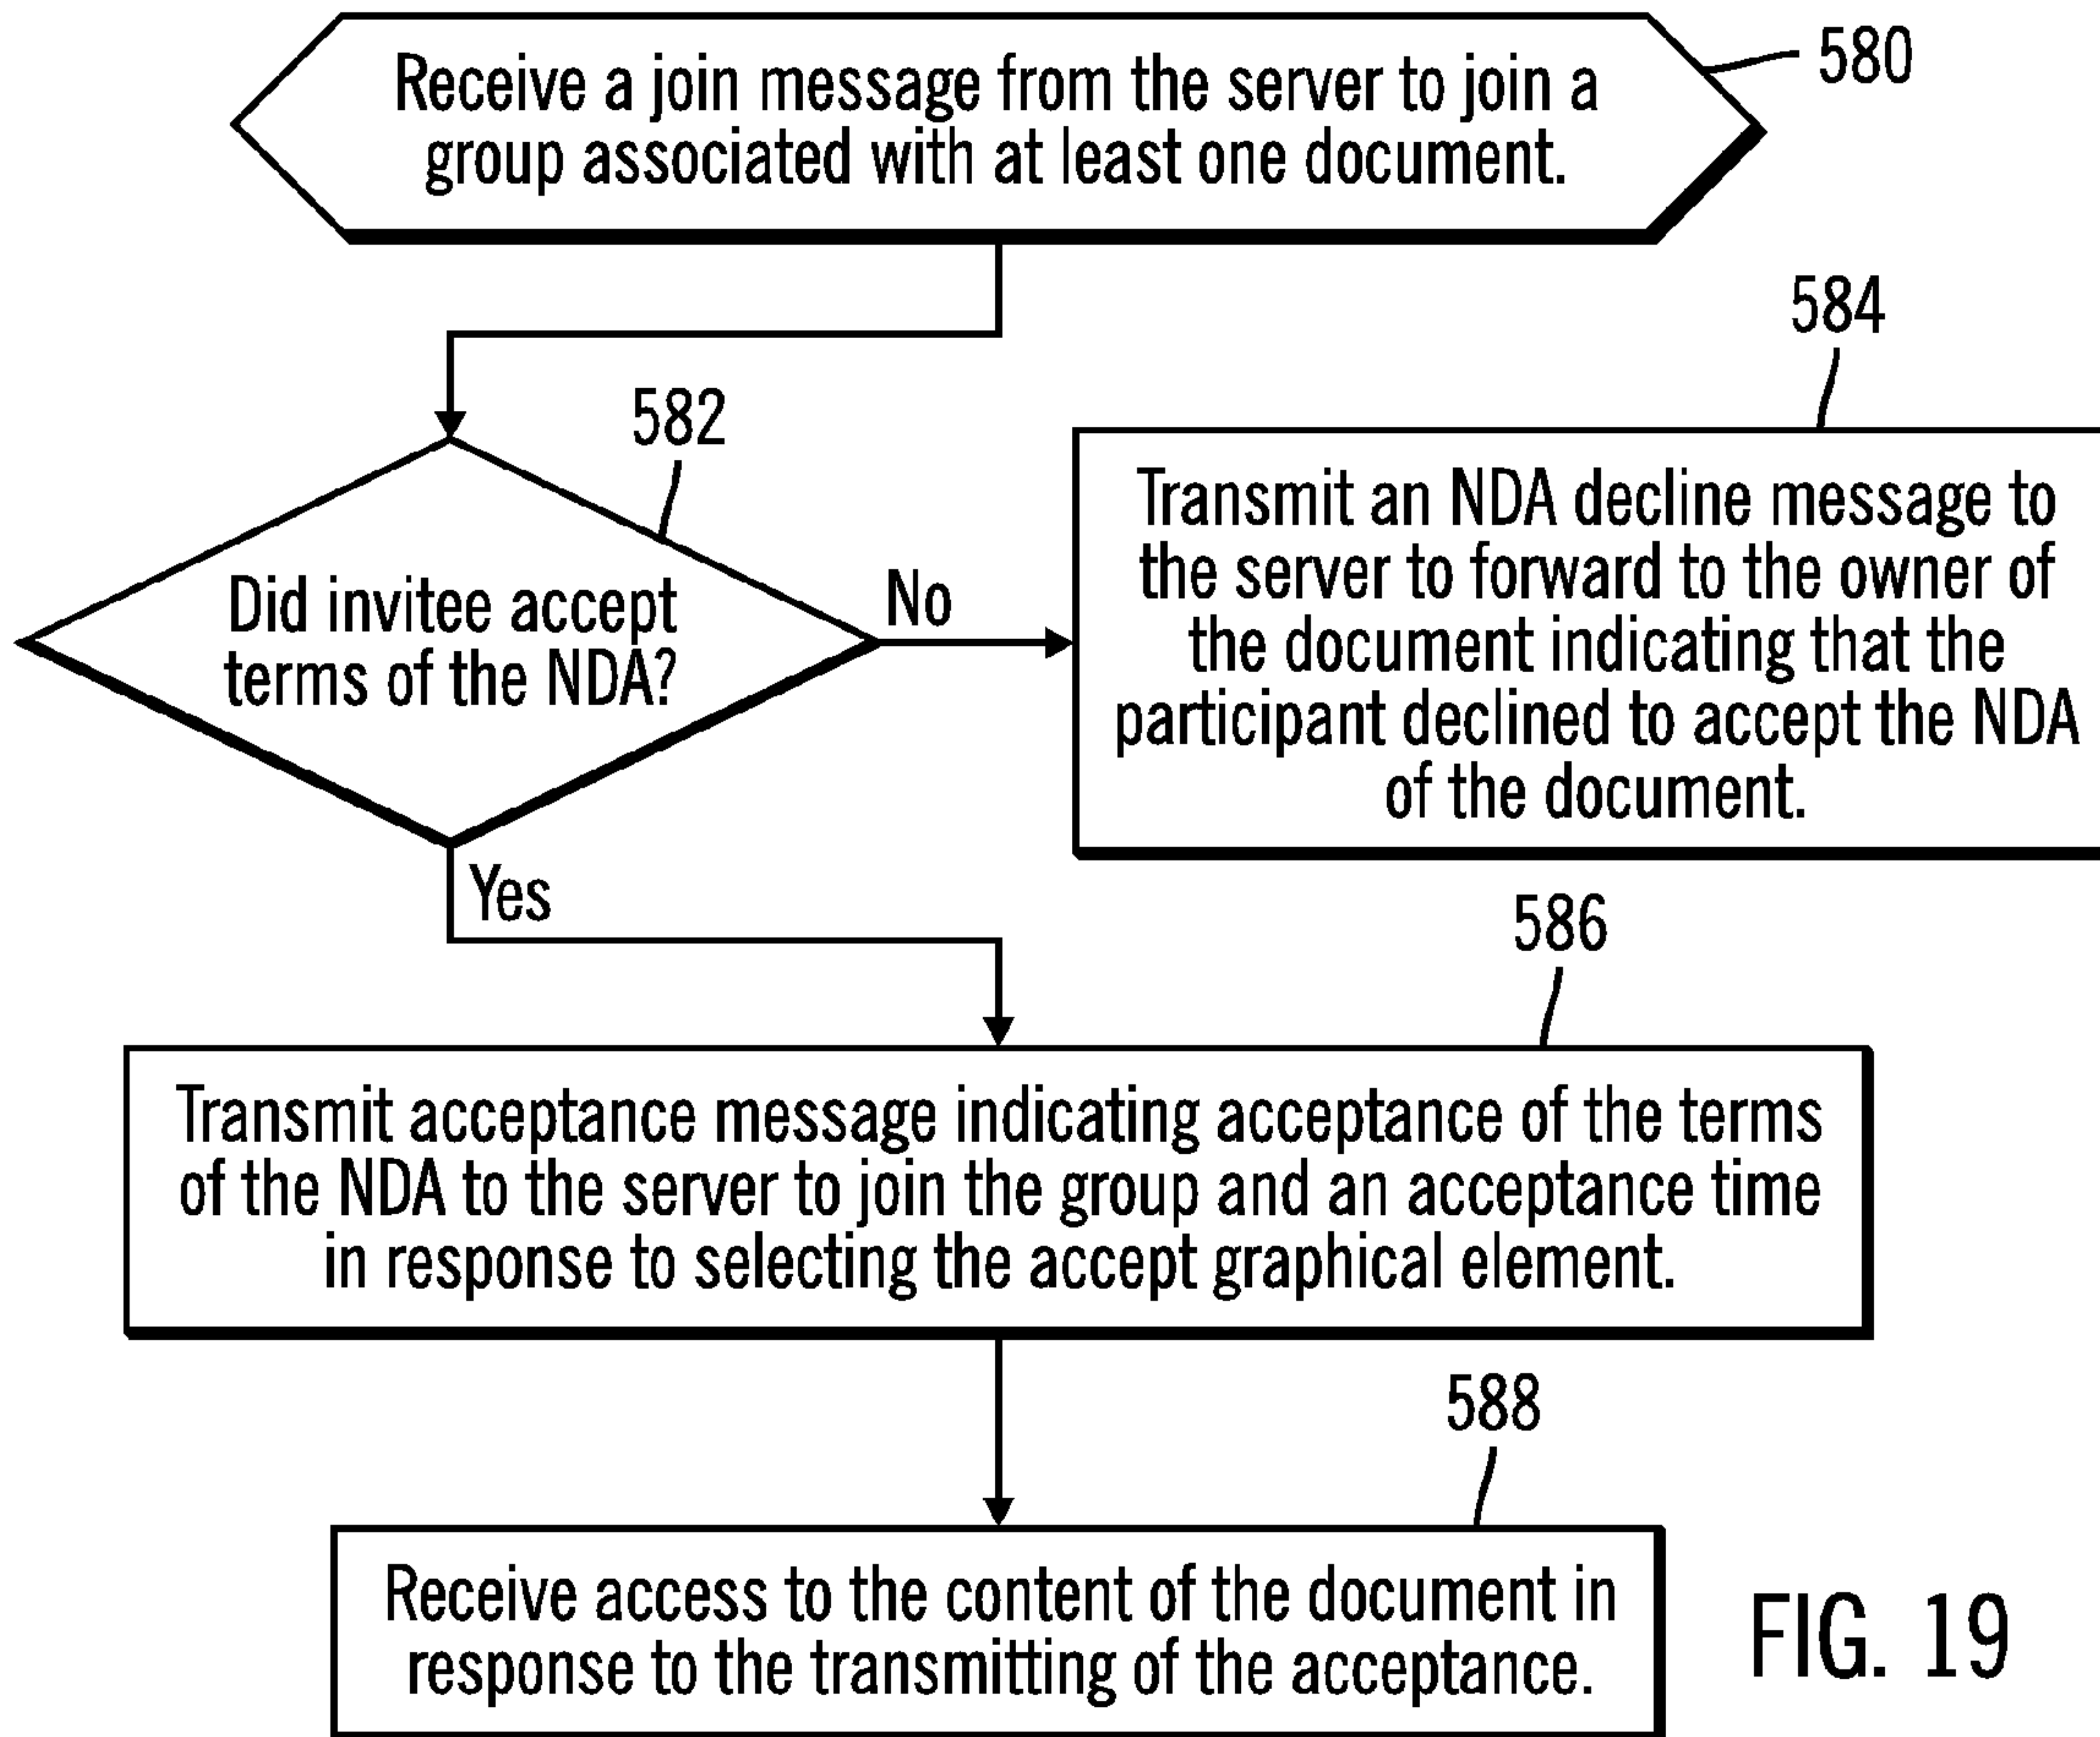 Receive a join message from the server to join a
group associated with at least one document.
580
582
Did invitee accept
terms of the NDA?
No
584
Transmit an NDA decline message to
the server to forward to the owner of
the document indicating that the
participant declined to accept the NDA
of the document.
Yes
586
Transmit acceptance message indicating acceptance of the terms
of the NDA to the server to join the group and an acceptance time
in response to selecting the accept graphical element.
588
Receive access to the content of the document in
response to the transmitting of the acceptance.
FIG. 19